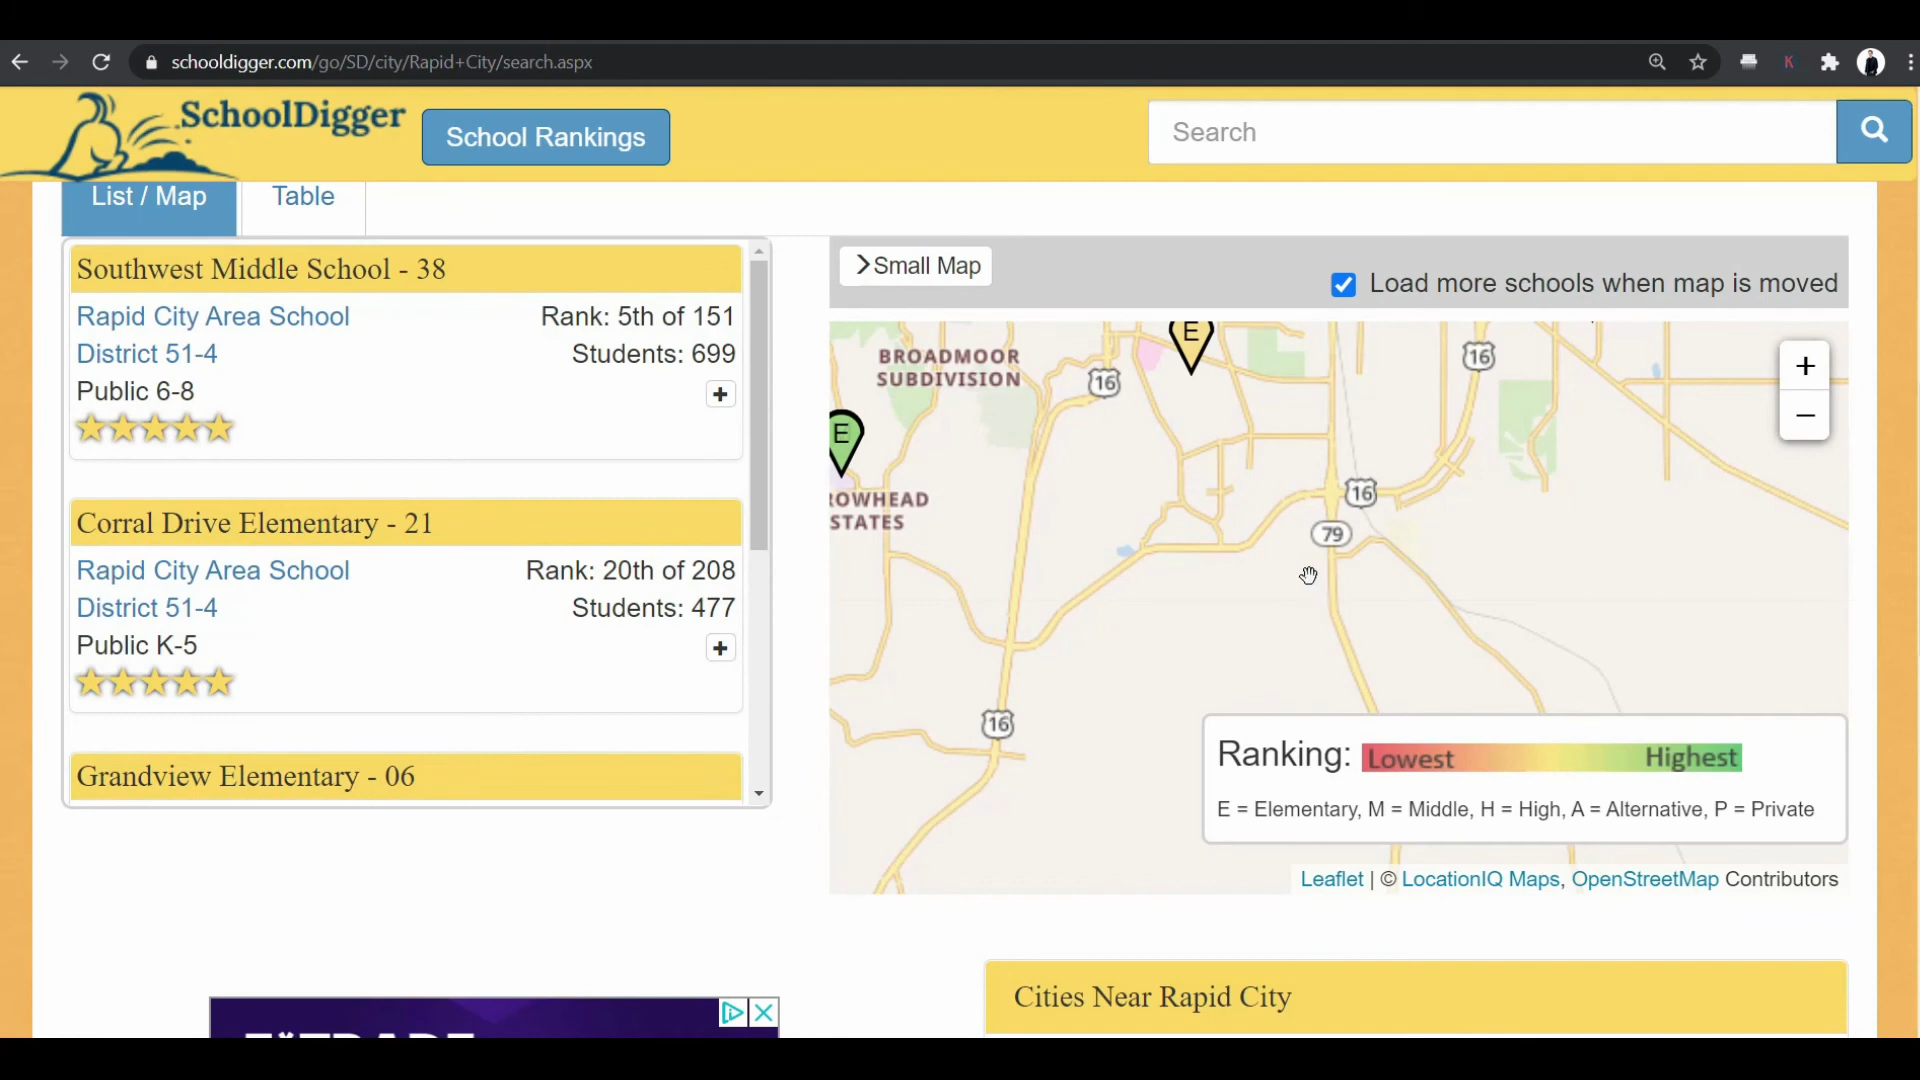 schooldigger.com/go/SD/city/Rapid+City/search.aspx
K
SchoolDigger
School Rankings
Search
List / Map
Table
Southwest Middle School - 38
Rapid City Area School
District 51-4
Rank: 5th of 151
Students: 699
Public 6-8
Corral Drive Elementary - 21
Rapid City Area School
District 51-4
Rank: 20th of 208
Students: 477
Public K-5
Grandview Elementary - 06
Small Map
Load more schools when map is moved
E
BROADMOOR
SUBDIVISION
16
16
E
ROWHEAD
STATES
16
79
16
+
−
Ranking:
Lowest
Highest
E = Elementary, M = Middle, H = High, A = Alternative, P = Private
Leaflet | © LocationIQ Maps, OpenStreetMap Contributors
Cities Near Rapid City
E*TRADE